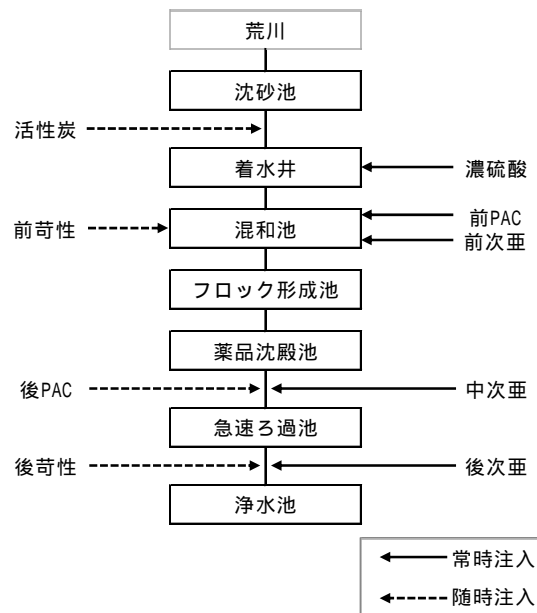 荒川
沈砂池
活性炭
着水井
濃硫酸
前苛性
混和池
前PAC
前次亜
フロック形成池
薬品沈殿池
後PAC
中次亜
急速ろ過池
後苛性
後次亜
浄水池
常時注入
随時注入